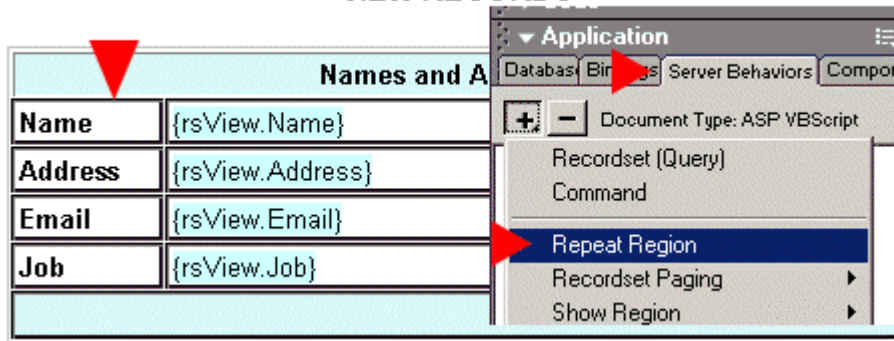 Application
Names and A
Databas Bin s Server Behaviors Compo
Document Type: ASP VBScript
Name {rsView.Name}
Address {rsView.Address}
Email {rsView.Email}
Job {rsView.Job}
Recordset (Query)
Command
Repeat Region
Recordset Paging
Show Region